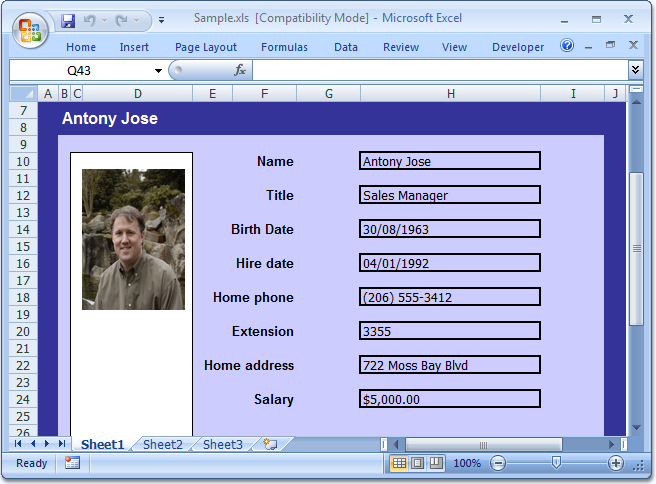 Sample.xls [Compatibility Mode] - Microsoft Excel
Home Insert Page Layout Formulas Data Review View Developer
Q43 fx
A B C D E F G H I J
7
Antony Jose
8
9
10 Name Antony Jose
11
12 Title Sales Manager
13
14 Birth Date 30/08/1963
15
16 Hire date 04/01/1992
17
18 Home phone (206) 555-3412
19
20 Extension 3355
21
22 Home address 722 Moss Bay Blvd
23
24 Salary $5,000.00
25
26
Sheet1 Sheet2 Sheet3
Ready 100%